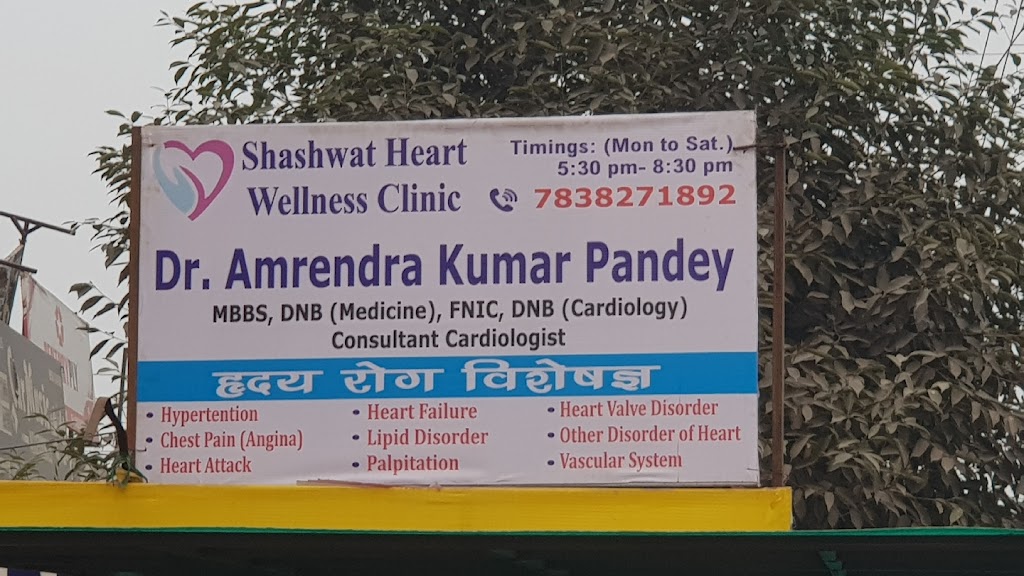 Shashwat Heart
Wellness Clinic
Timings: (Mon to Sat.)
5:30 pm- 8:30 pm
7838271892
Dr. Amrendra Kumar Pandey
MBBS, DNB (Medicine), FNIC, DNB (Cardiology)
Consultant Cardiologist
हृदय रोग विशेषज्ञ
• Hypertention
• Chest Pain (Angina)
• Heart Attack
• Heart Failure
• Lipid Disorder
• Palpitation
• Heart Valve Disorder
• Other Disorder of Heart
• Vascular System